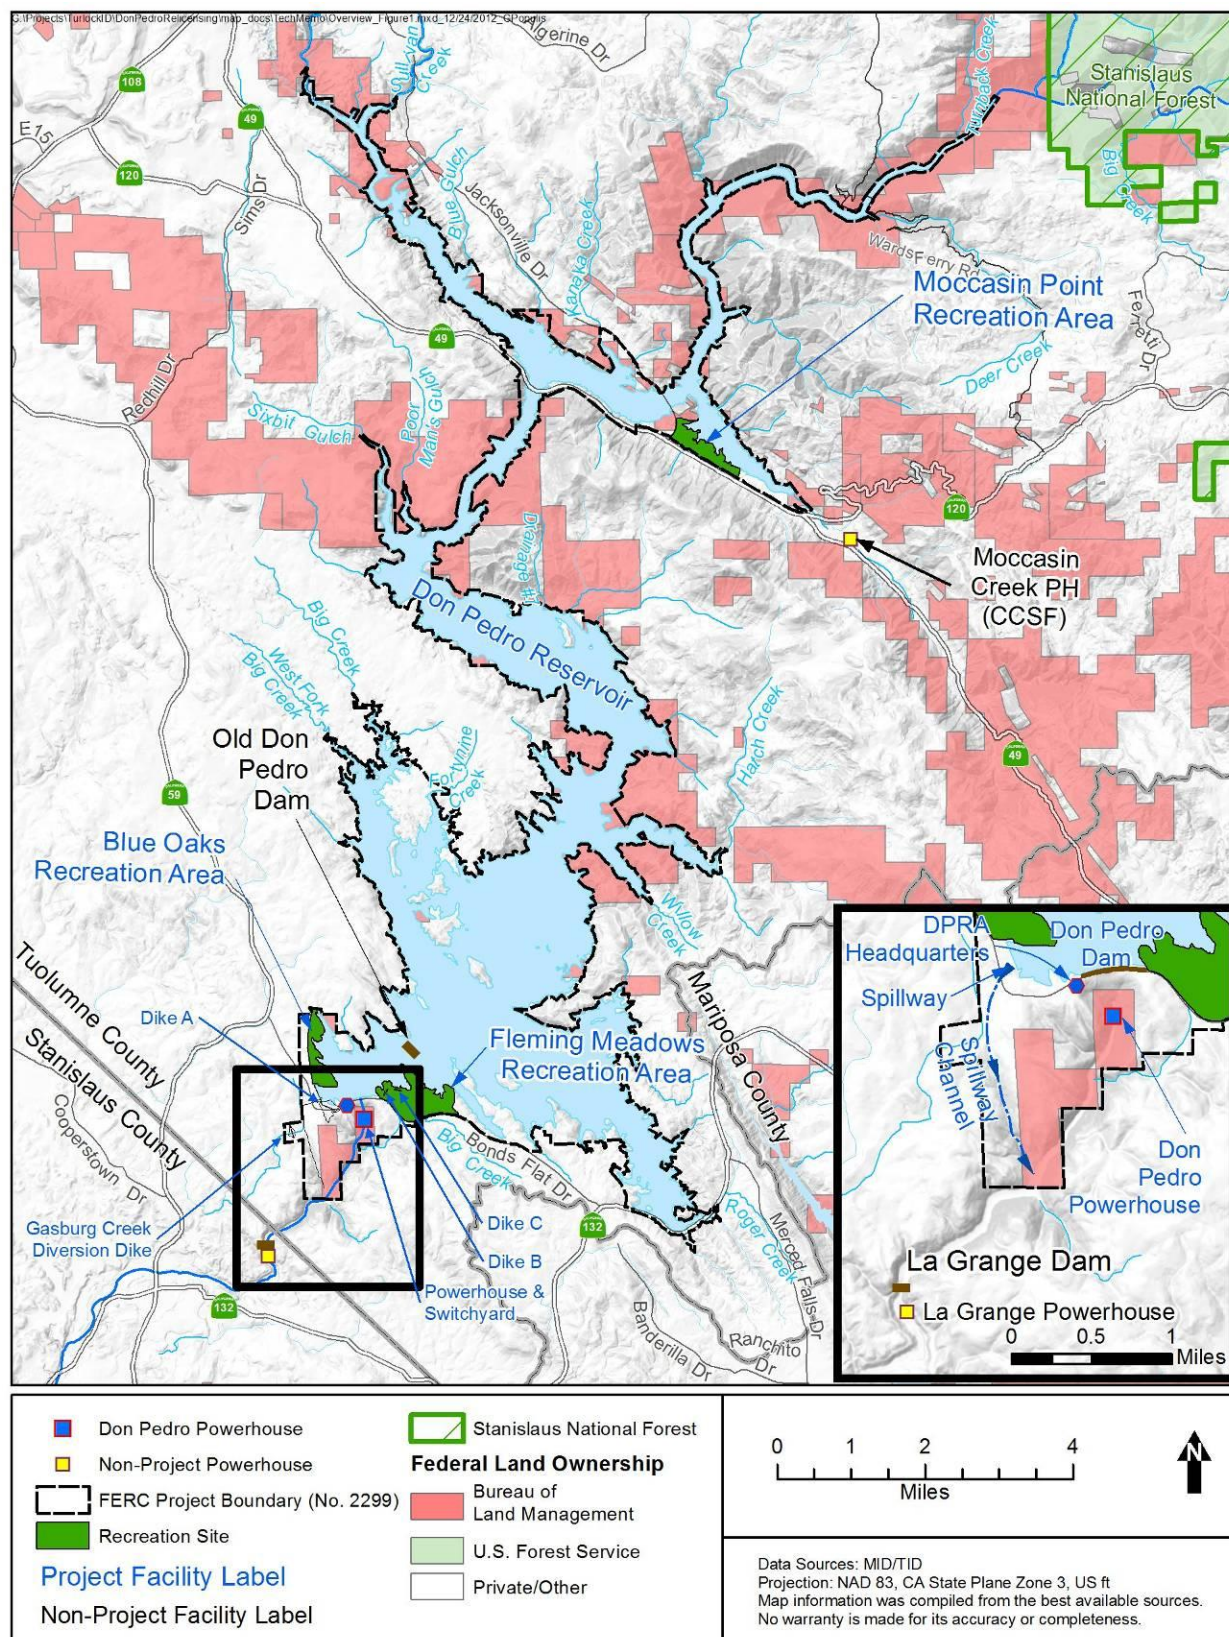 G:\Projects\TurlockID\DonPedroRelicensing\map_docs\TechMemo\Overview_Figure1.mxd_12/24/2012_GPopplis
Algerine Dr
Sullivan
Creek
Turnback Creek
Stanislaus
National Forest
108
49
E15
120
Sims Dr
Blue Gulch
Jacksonville Dr
Kanaka Creek
Big Creek
Wards Ferry Rd
Moccasin Point
Recreation Area
Ferretti Dr
Deer Creek
49
Redhill Dr
Sixbit Gulch
Poor
Man's Gulch
Drainage #1
120
Moccasin
Creek PH
(CCSF)
Don Pedro Reservoir
Big Creek
West Fork
Big Creek
Hatch Creek
Old Don
Pedro
Dam
Fortynine
Creek
49
59
Blue Oaks
Recreation Area
Willow
Creek
Tuolumne County
Stanislaus County
Mariposa County
Dike A
Fleming Meadows
Recreation Area
Cooperstown Dr
Big Creek
Bonds Flat Dr
Rogers Creek
Merced Falls Dr
Gasburg Creek
Diversion Dike
Dike C
Dike B
132
Powerhouse &
Switchyard
132
Banderilla Dr
Ranchito
Dr
DPRA
Headquarters
Don Pedro
Dam
Spillway
Spillway
Channel
Don
Pedro
Powerhouse
La Grange Dam
La Grange Powerhouse
0 0.5 1
Miles
Don Pedro Powerhouse
Non-Project Powerhouse
FERC Project Boundary (No. 2299)
Recreation Site
Project Facility Label
Non-Project Facility Label
Stanislaus National Forest
Federal Land Ownership
Bureau of
Land Management
U.S. Forest Service
Private/Other
0 1 2 4
Miles
N
Data Sources: MID/TID
Projection: NAD 83, CA State Plane Zone 3, US ft
Map information was compiled from the best available sources.
No warranty is made for its accuracy or completeness.